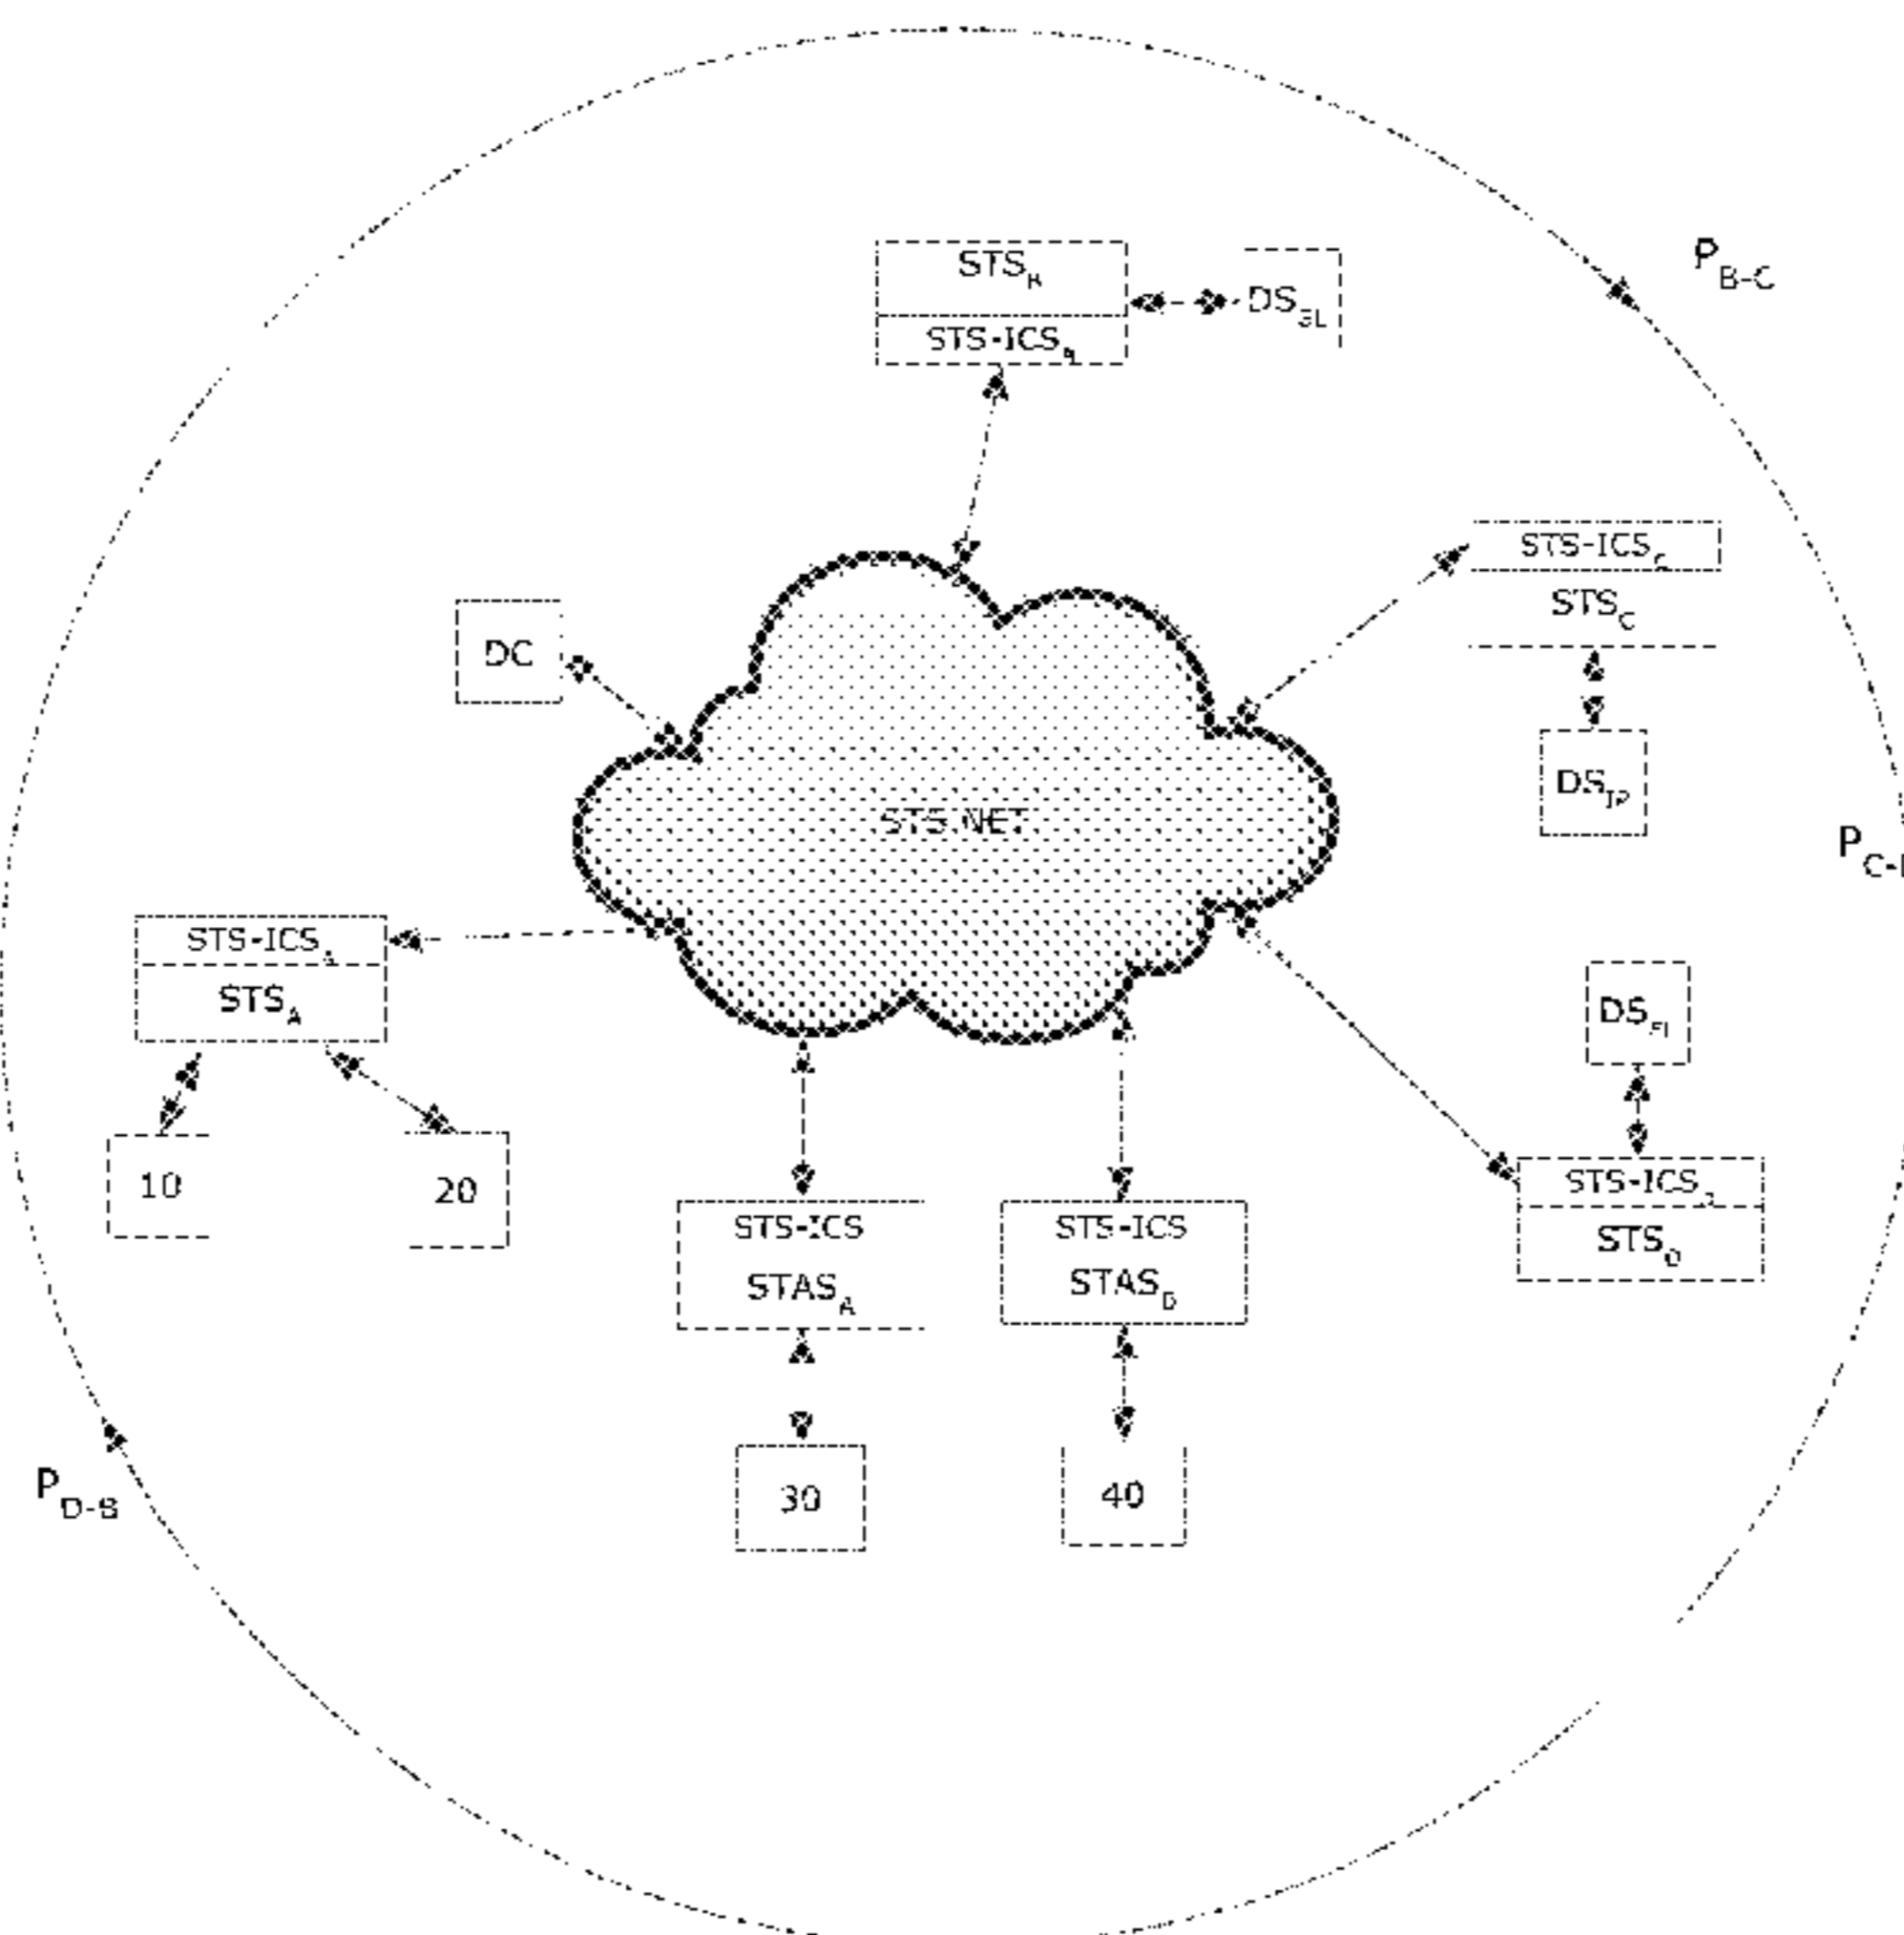 P B-C
STS B
STS-ICS
DS
STS-ICS C
STS C
DC
DS
STS-NET
P C-
STS-ICS A
STS A
DS
10
20
STS-ICS
STS D
STS-ICS
STAS A
STS-ICS
STAS B
P D-B
30
40